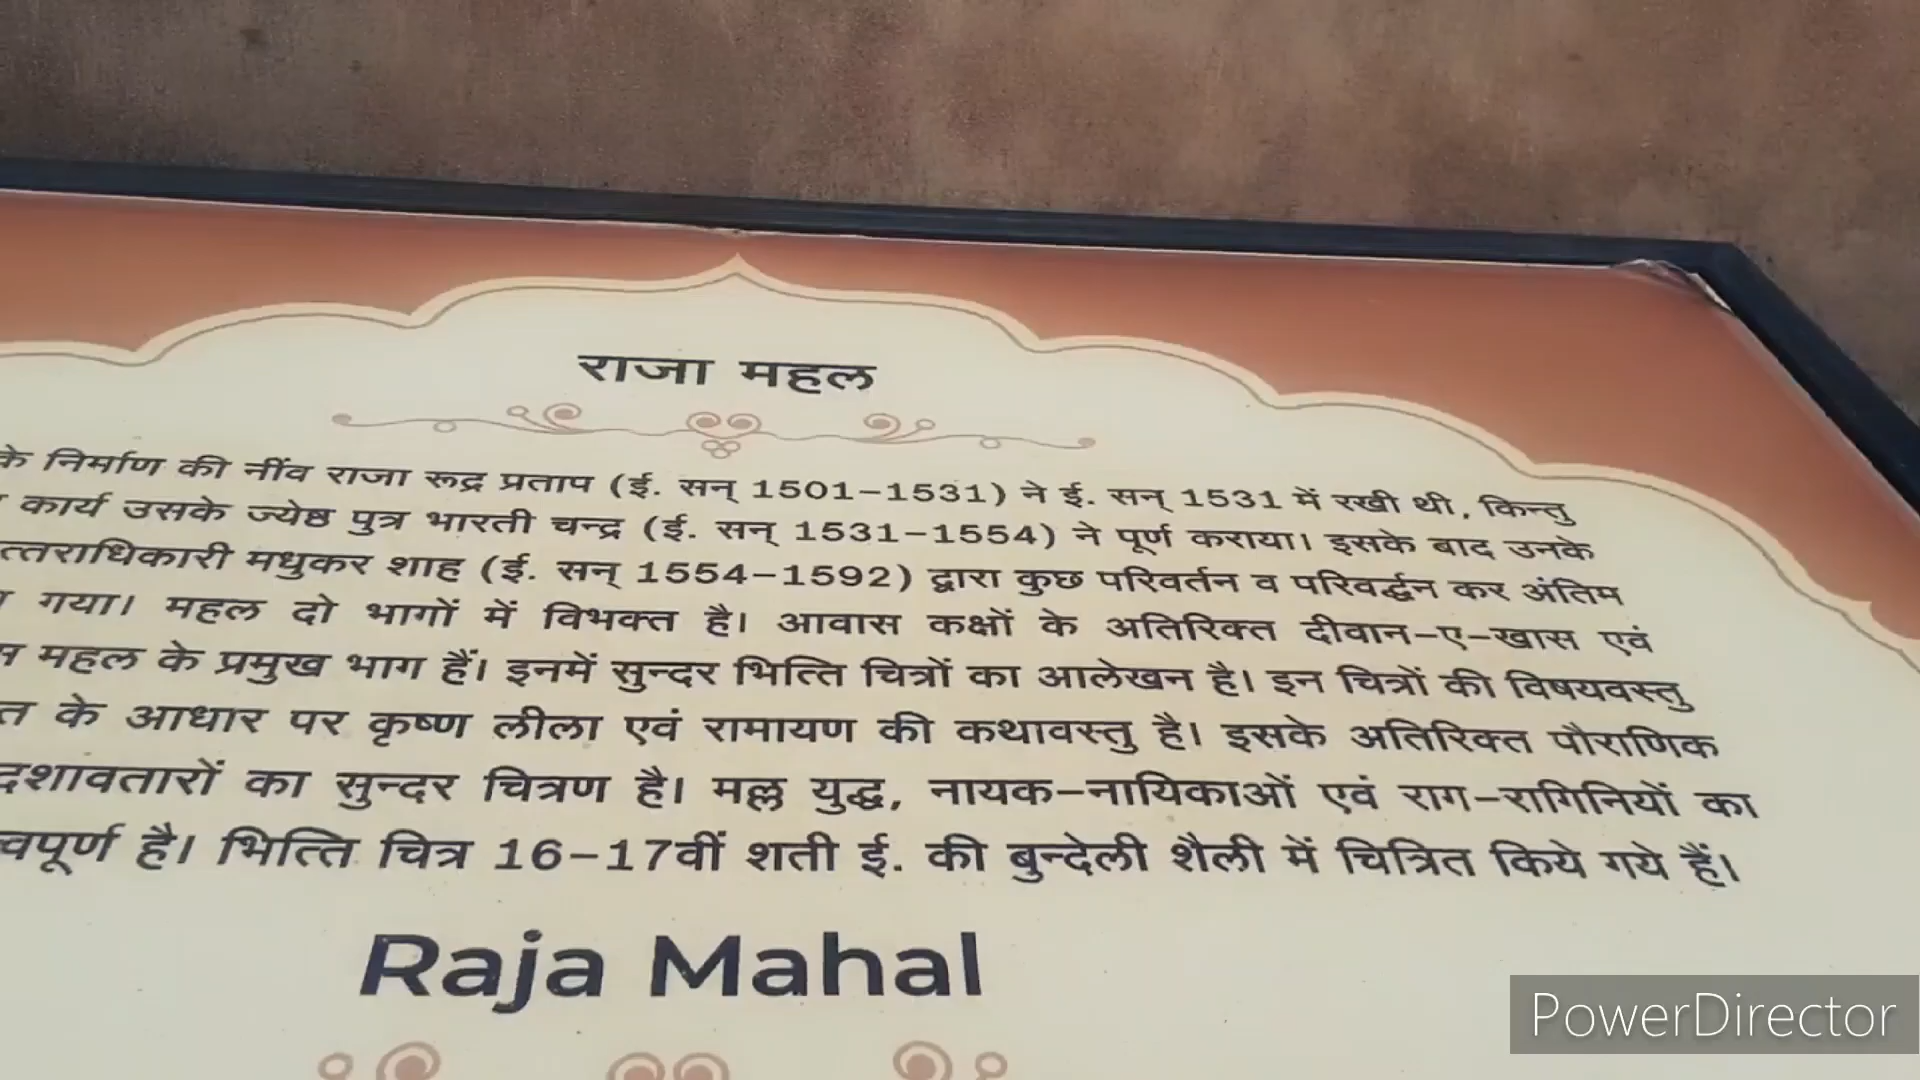 राजा महल
के निर्माण की नींव राजा रूद्र प्रताप (ई. सन् 1501–1531) ने ई. सन् 1531 में रखी थी, किन्तु
कार्य उसके ज्येष्ठ पुत्र भारती चन्द्र (ई. सन् 1531–1554) ने पूर्ण कराया। इसके बाद उनके
त्तराधिकारी मधुकर शाह (ई. सन् 1554–1592) द्वारा कुछ परिवर्तन व परिवर्द्धन कर अंतिम
गया। महल दो भागों में विभक्त है। आवास कक्षों के अतिरिक्त दीवान–ए–खास एवं
महल के प्रमुख भाग हैं। इनमें सुन्दर भित्ति चित्रों का आलेखन है। इन चित्रों की विषयवस्तु
त के आधार पर कृष्ण लीला एवं रामायण की कथावस्तु है। इसके अतिरिक्त पौराणिक
दशावतारों का सुन्दर चित्रण है। मल्ल युद्ध, नायक–नायिकाओं एवं राग–रागिनियों का
वपूर्ण है। भित्ति चित्र 16–17वीं शती ई. की बुन्देली शैली में चित्रित किये गये हैं।
Raja Mahal
PowerDirector